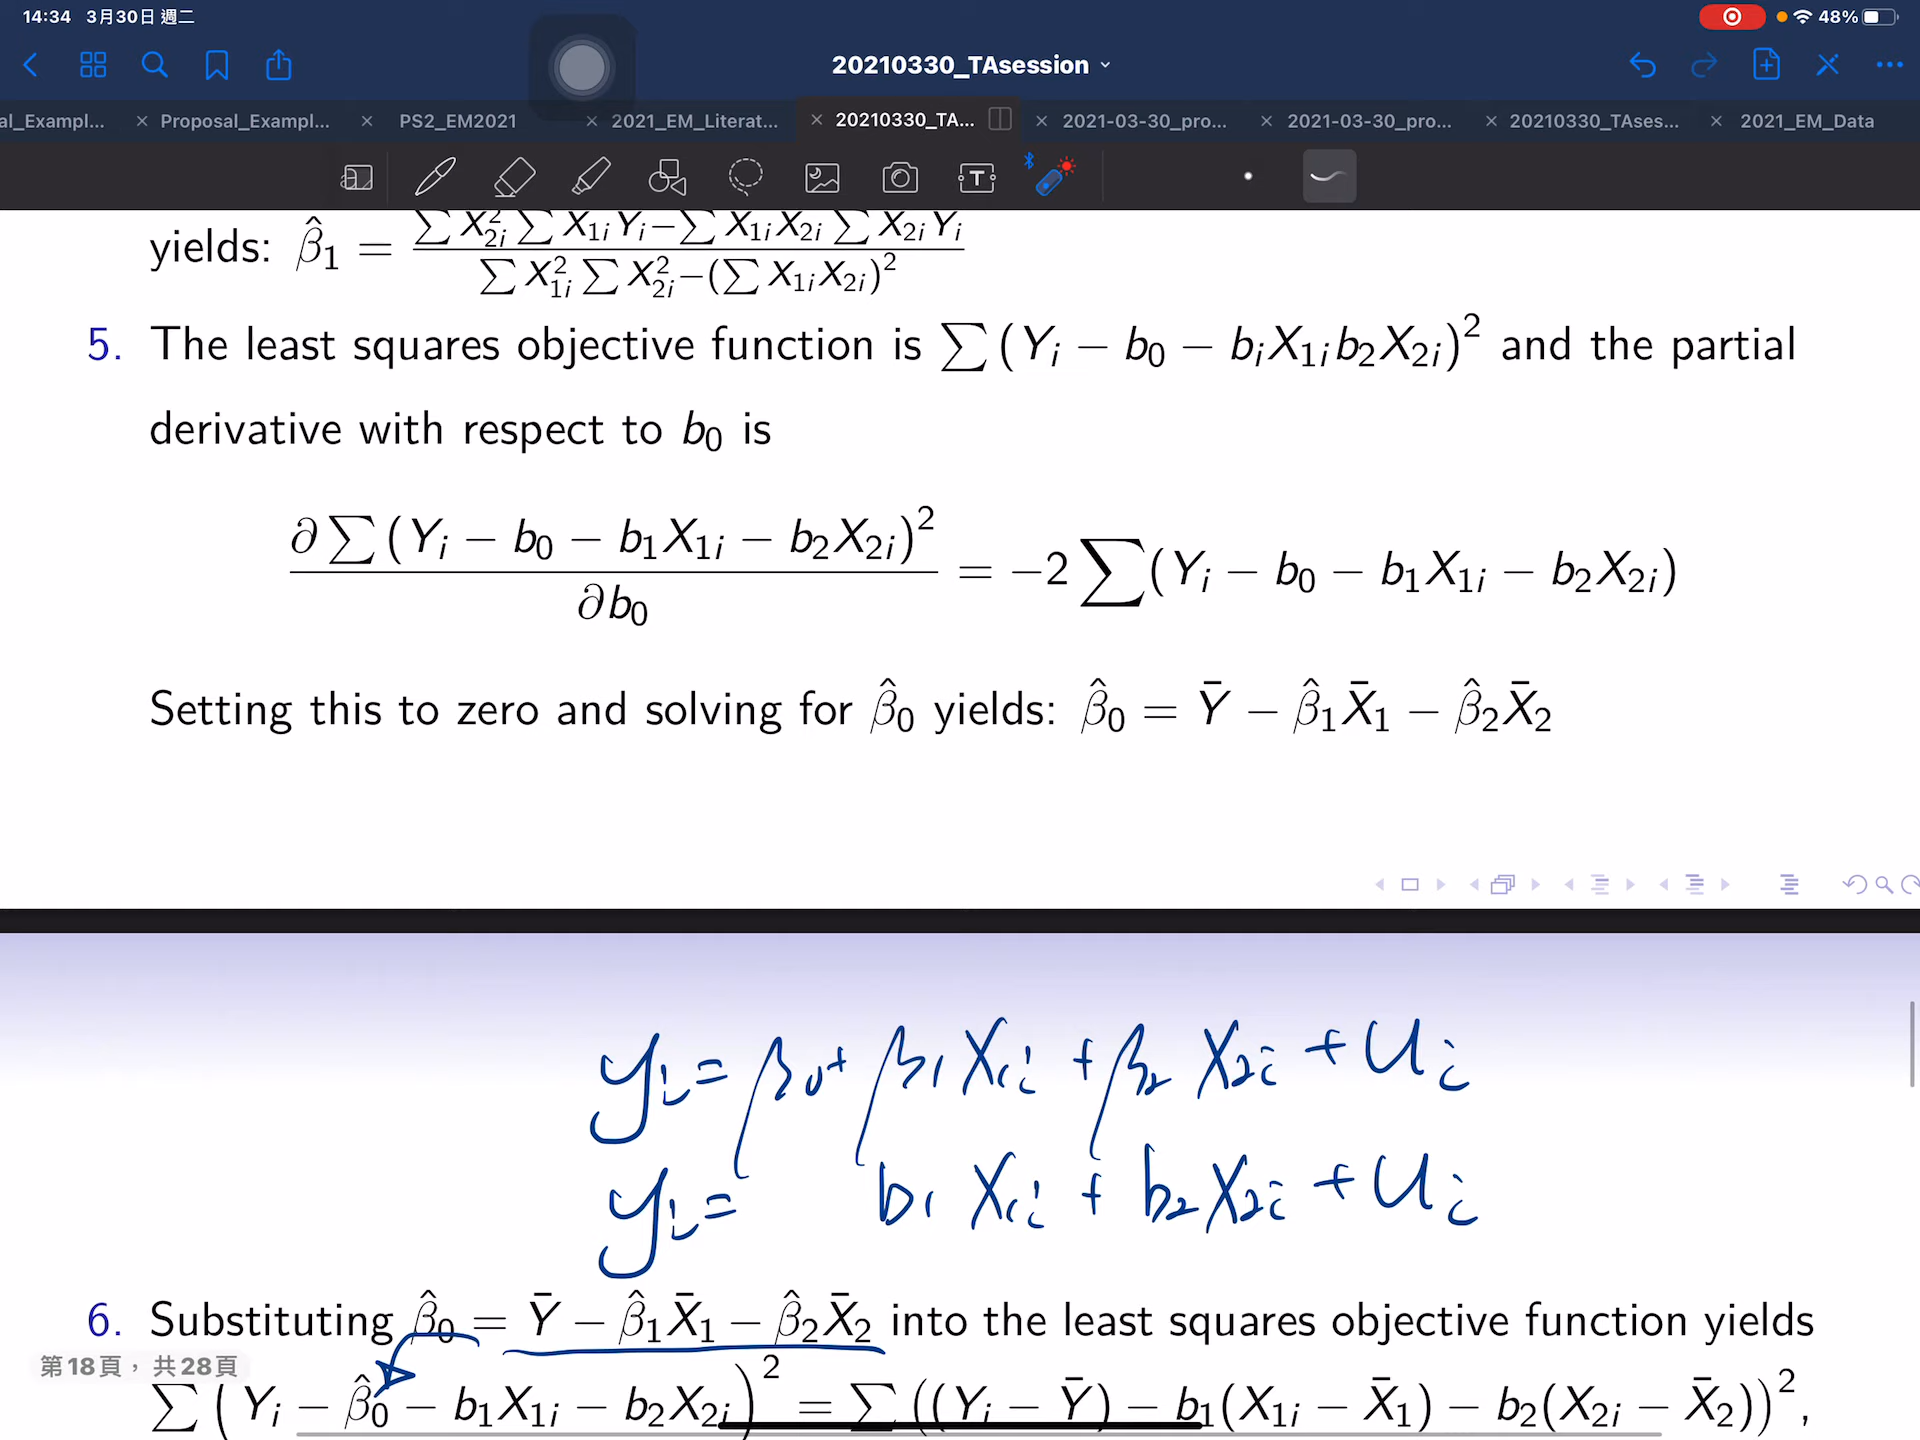 14:34 3月30日 週二
48%
20210330_TAsession
al_Exampl... × Proposal_Exampl... × PS2_EM2021 × 2021_EM_Literat... × 20210330_TA... × 2021-03-30_pro... × 2021-03-30_pro... × 20210330_TAses... × 2021_EM_Data
yields: β̂₁ = (∑ X²₂ᵢ ∑ X₁ᵢYᵢ − ∑ X₁ᵢX₂ᵢ ∑ X₂ᵢYᵢ) / (∑ X²₁ᵢ ∑ X²₂ᵢ − (∑ X₁ᵢX₂ᵢ)²)
5. The least squares objective function is ∑ (Yᵢ − b₀ − bᵢX₁ᵢb₂X₂ᵢ)² and the partial
derivative with respect to b₀ is
∂ ∑ (Yᵢ − b₀ − b₁X₁ᵢ − b₂X₂ᵢ)² / ∂b₀ = −2 ∑(Yᵢ − b₀ − b₁X₁ᵢ − b₂X₂ᵢ)
Setting this to zero and solving for β̂₀ yields: β̂₀ = Ȳ − β̂₁X̄₁ − β̂₂X̄₂
yᵢ = β₀ + β₁ X₁ᵢ + β₂ X₂ᵢ + uᵢ
yᵢ = b₁ X₁ᵢ + b₂ X₂ᵢ + uᵢ
6. Substituting β̂₀ = Ȳ − β̂₁X̄₁ − β̂₂X̄₂ into the least squares objective function yields
第18頁，共28頁
∑ (Yᵢ − β̂₀ − b₁X₁ᵢ − b₂X₂ᵢ)² = ∑ ((Yᵢ − Ȳ) − b₁(X₁ᵢ − X̄₁) − b₂(X₂ᵢ − X̄₂))²,